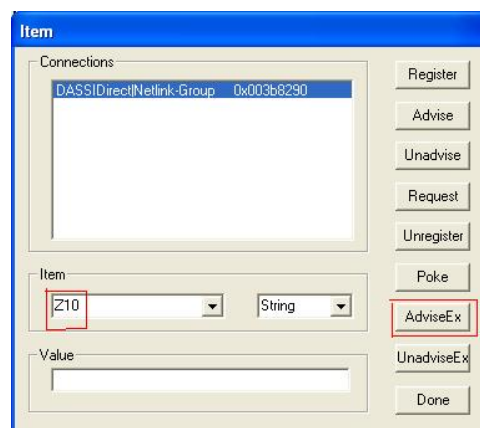 Item
Connections
DASSIDirect|Netlink-Group 0x003b8290
Register
Advise
Unadvise
Request
Unregister
Item
Z10
String
Poke
AdviseEx
Value
UnadviseEx
Done